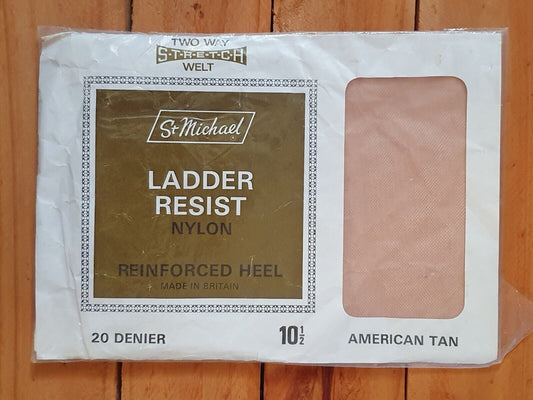 TWO WAY
STRETCH
WELT
St Michael
LADDER
RESIST
NYLON
REINFORCED HEEL
MADE IN BRITAIN
20 DENIER
10½
AMERICAN TAN